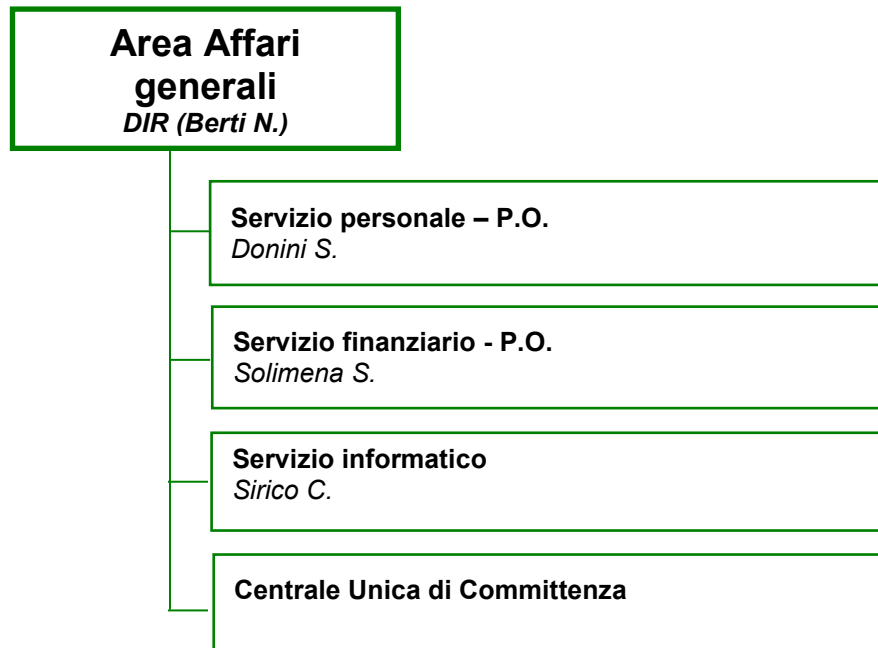 Area Affari
generali
DIR (Berti N.)
Servizio personale – P.O.
Donini S.
Servizio finanziario - P.O.
Solimena S.
Servizio informatico
Sirico C.
Centrale Unica di Committenza